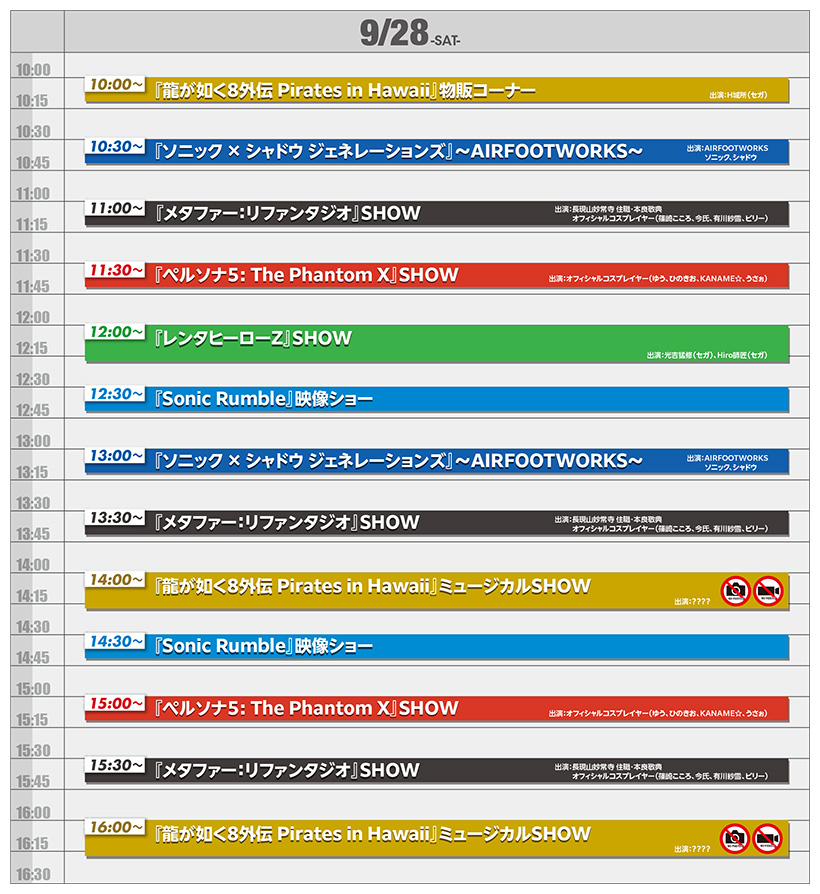 9/28-SAT-
10:00
10:00~ 『龍が如く8外伝 Pirates in Hawaii』物販コーナー
出演:H城所(セガ)
10:15
10:30
10:30~ 『ソニック × シャドウ ジェネレーションズ』~AIRFOOTWORKS~
出演:AIRFOOTWORKS
ソニック、シャドウ
10:45
11:00
11:00~ 『メタファー:リファンタジオ』SHOW
出演:長現山妙常寺 住職・本良敬典
オフィシャルコスプレイヤー(篠崎こころ、今氏、有川紗雪、ビリー)
11:15
11:30
11:30~ 『ペルソナ5: The Phantom X』SHOW
出演:オフィシャルコスプレイヤー(ゆう、ひのきお、KANAME☆、うさぉ)
11:45
12:00
12:00~ 『レンタヒーローZ』SHOW
出演:光吉猛修(セガ)、Hiro師匠(セガ)
12:15
12:30
12:30~ 『Sonic Rumble』映像ショー
12:45
13:00
13:00~ 『ソニック × シャドウ ジェネレーションズ』~AIRFOOTWORKS~
出演:AIRFOOTWORKS
ソニック、シャドウ
13:15
13:30
13:30~ 『メタファー:リファンタジオ』SHOW
出演:長現山妙常寺 住職・本良敬典
オフィシャルコスプレイヤー(篠崎こころ、今氏、有川紗雪、ビリー)
13:45
14:00
14:00~ 『龍が如く8外伝 Pirates in Hawaii』ミュージカルSHOW
出演:????
14:15
14:30
14:30~ 『Sonic Rumble』映像ショー
14:45
15:00
15:00~ 『ペルソナ5: The Phantom X』SHOW
出演:オフィシャルコスプレイヤー(ゆう、ひのきお、KANAME☆、うさぉ)
15:15
15:30
15:30~ 『メタファー:リファンタジオ』SHOW
出演:長現山妙常寺 住職・本良敬典
オフィシャルコスプレイヤー(篠崎こころ、今氏、有川紗雪、ビリー)
15:45
16:00
16:00~ 『龍が如く8外伝 Pirates in Hawaii』ミュージカルSHOW
出演:????
16:15
16:30